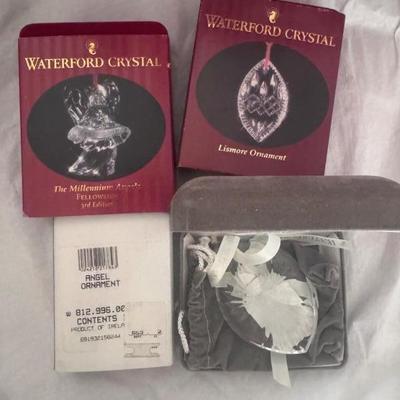 WATERFORD CRYSTAL
The Millennium Angels
FELLOWSHIP
3rd Edition
WATERFORD CRYSTAL
Lismore Ornament
ANGEL
ORNAMENT
W 812.996.00
CONTENTS
PRODUCT OF IRELA